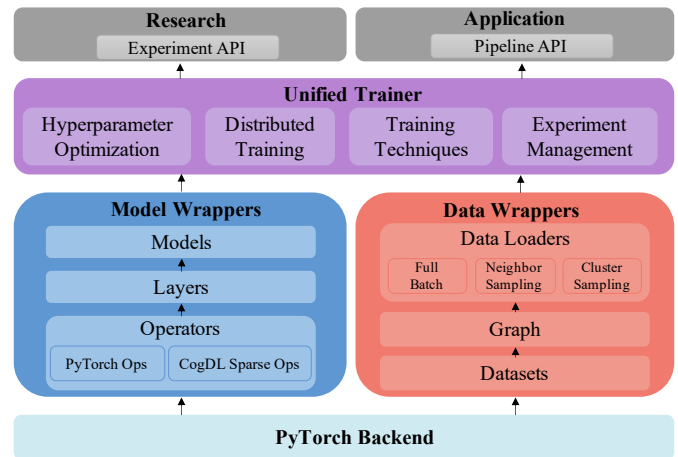 Research
Experiment API
Application
Pipeline API
Unified Trainer
Hyperparameter
Optimization
Distributed
Training
Training
Techniques
Experiment
Management
Model Wrappers
Models
Layers
Operators
PyTorch Ops
CogDL Sparse Ops
Data Wrappers
Data Loaders
Full
Batch
Neighbor
Sampling
Cluster
Sampling
Graph
Datasets
PyTorch Backend